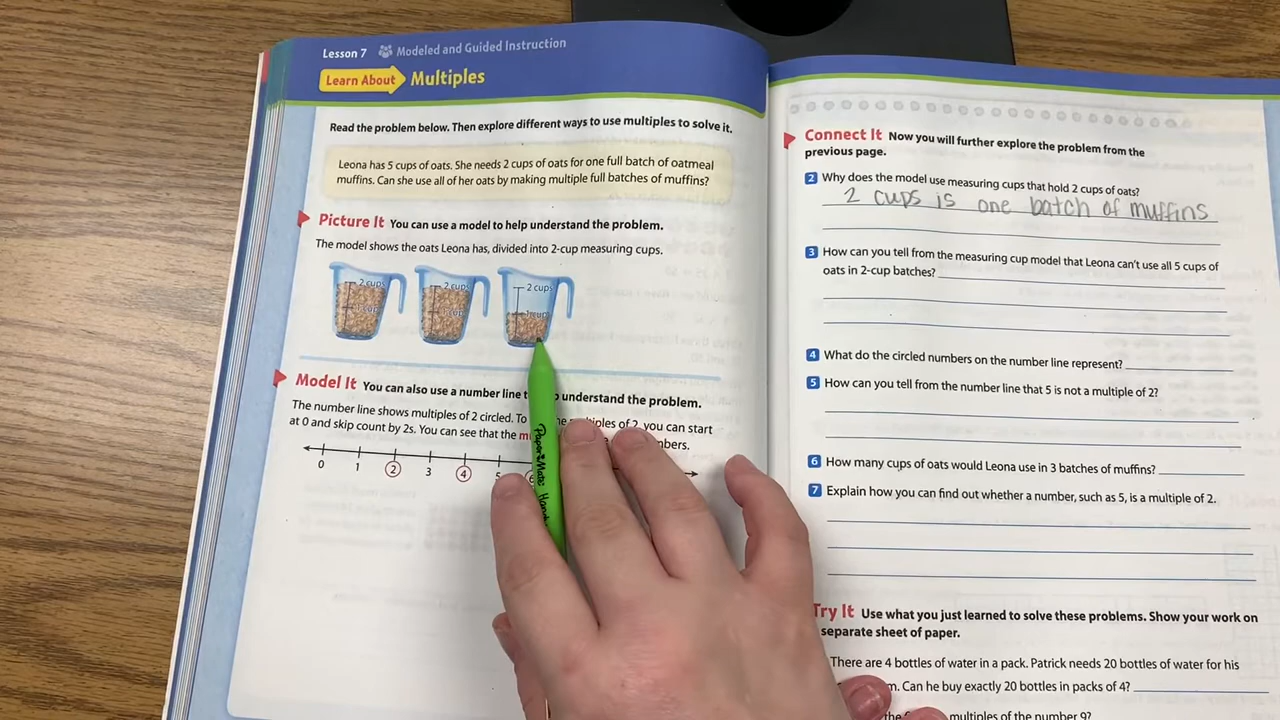 Lesson 7 Modeled and Guided Instruction
Learn About Multiples
Read the problem below. Then explore different ways to use multiples to solve it.
Leona has 5 cups of oats. She needs 2 cups of oats for one full batch of oatmeal
muffins. Can she use all of her oats by making multiple full batches of muffins?
Picture It You can use a model to help understand the problem.
The model shows the oats Leona has, divided into 2-cup measuring cups.
2 cups 2 cups 2 cups
1 cup 1 cup 1 cup
Model It You can also use a number line understand the problem.
The number line shows multiples of 2 circled. To of 2, you can start
at 0 and skip count by 2s. You can see that the
0 1 2 3 4 5
Paper Mate
Connect It Now you will further explore the problem from the
previous page.
2 Why does the model use measuring cups that hold 2 cups of oats?
2 cups is one batch of muffins
3 How can you tell from the measuring cup model that Leona can't use all 5 cups of
oats in 2-cup batches?
4 What do the circled numbers on the number line represent?
5 How can you tell from the number line that 5 is not a multiple of 2?
6 How many cups of oats would Leona use in 3 batches of muffins?
7 Explain how you can find out whether a number, such as 5, is a multiple of 2.
Try It Use what you just learned to solve these problems. Show your work on
separate sheet of paper.
There are 4 bottles of water in a pack. Patrick needs 20 bottles of water for his
Can he buy exactly 20 bottles in packs of 4?
multiples of the number 9?